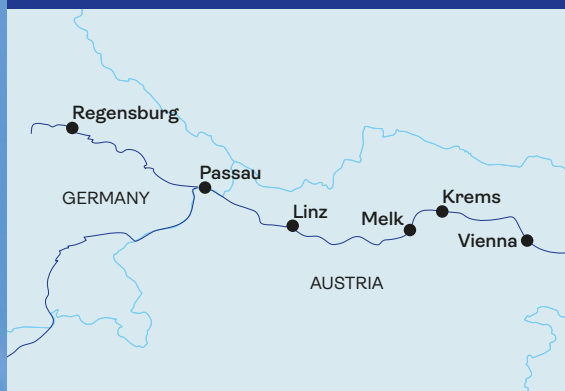 Regensburg
Passau
GERMANY
Krems
Linz
Melk
Vienna
AUSTRIA